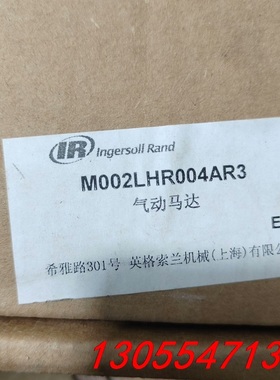 IR Ingersoll Rand
M002LHR004AR3
气动马达
E
希雅路301号 英格索兰机械(上海)有限公
130554713